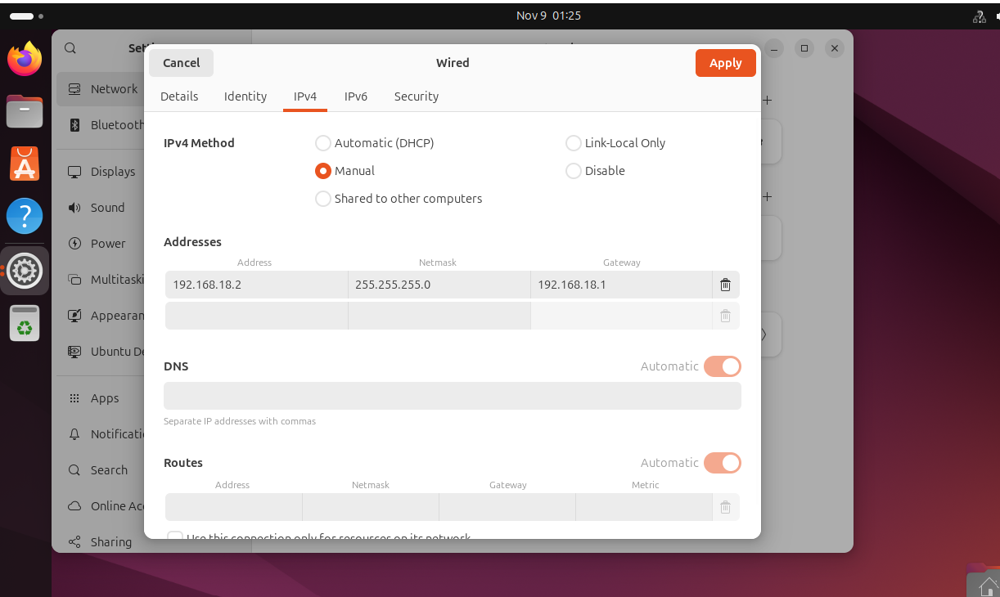 Nov 9 01:25
Cancel
Wired
Apply
Details
Identity
IPv4
IPv6
Security
Network
Bluetooth
Displays
Sound
Power
Multitaski
Appearan
Ubuntu De
Apps
Notificati
Search
Online Ac
Sharing
IPv4 Method
Automatic (DHCP)
Link-Local Only
Manual
Disable
Shared to other computers
Addresses
Address
Netmask
Gateway
192.168.18.2
255.255.255.0
192.168.18.1
DNS
Automatic
Separate IP addresses with commas
Routes
Automatic
Address
Netmask
Gateway
Metric
Use this connection only for resources on its network